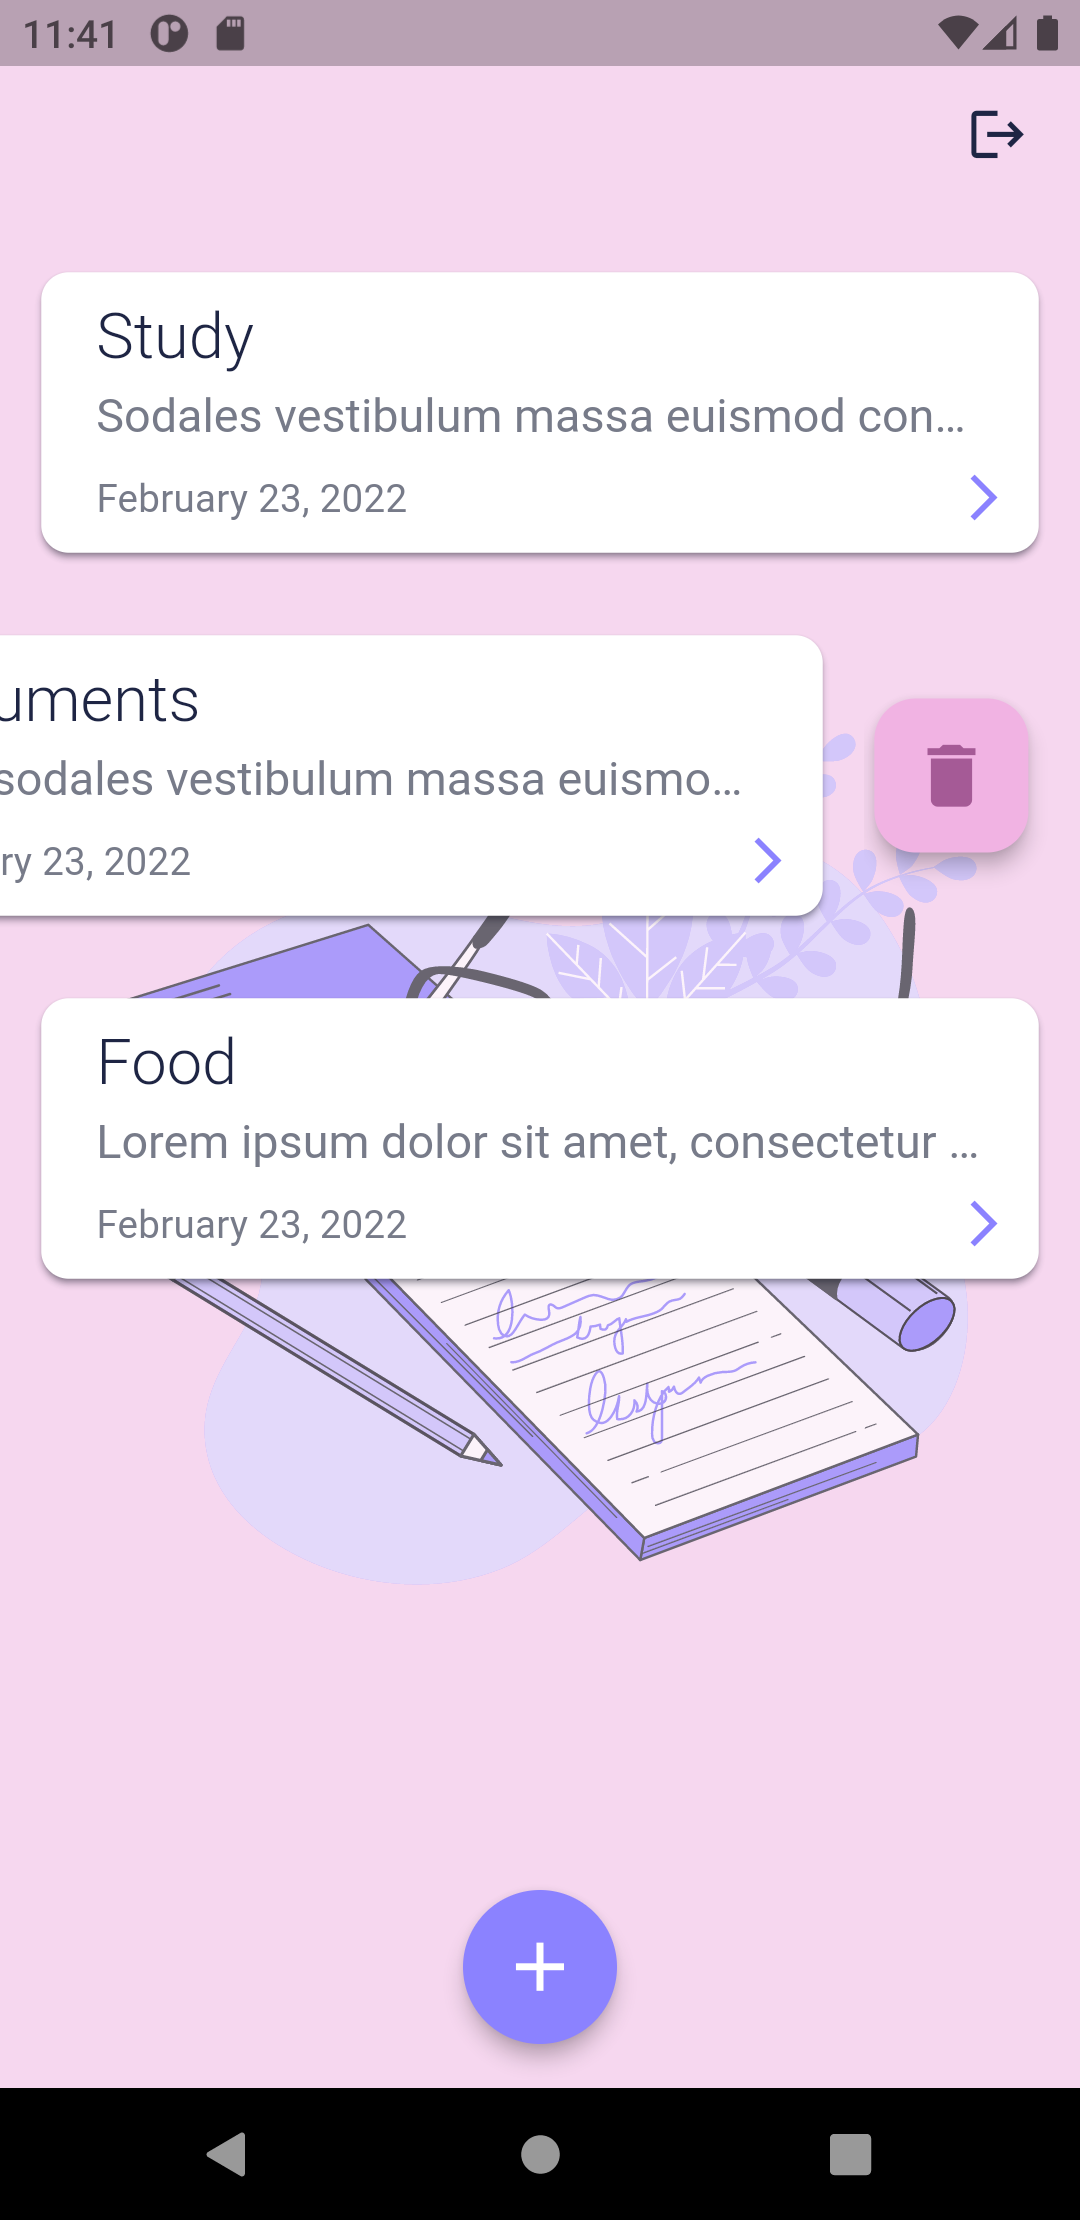 11:41
Study
Sodales vestibulum massa euismod con...
February 23, 2022
uments
sodales vestibulum massa euismo...
ry 23, 2022
Food
Lorem ipsum dolor sit amet, consectetur ...
February 23, 2022